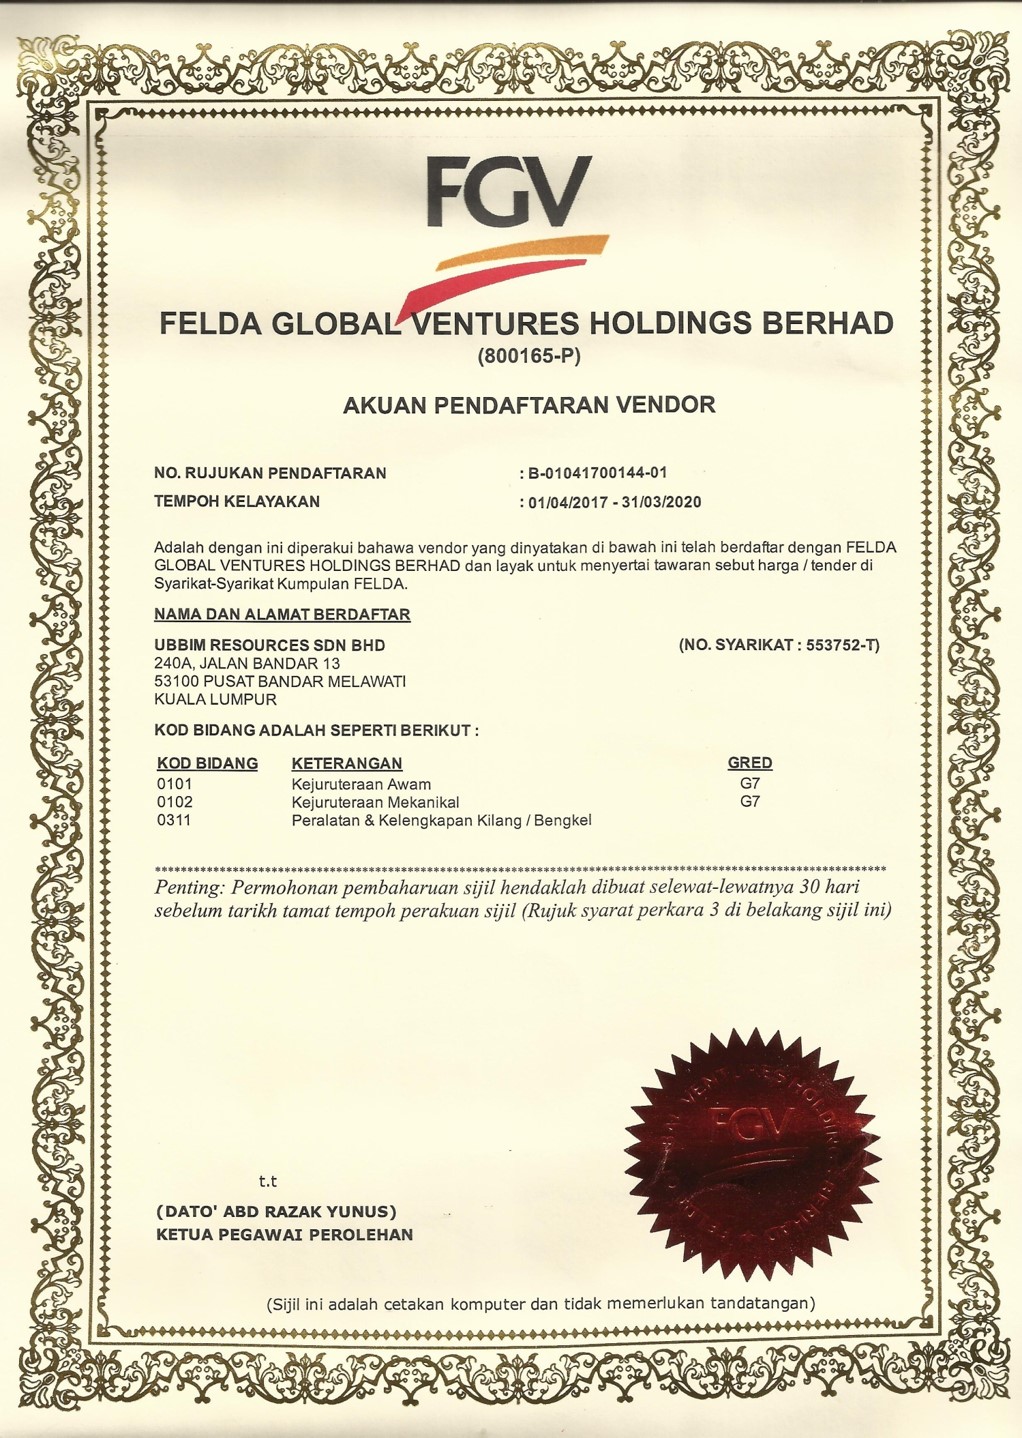 FGV
FELDA GLOBAL VENTURES HOLDINGS BERHAD
(800165-P)
AKUAN PENDAFTARAN VENDOR
NO. RUJUKAN PENDAFTARAN : B-01041700144-01
TEMPOH KELAYAKAN : 01/04/2017 - 31/03/2020
Adalah dengan ini diperakui bahawa vendor yang dinyatakan di bawah ini telah berdaftar dengan FELDA
GLOBAL VENTURES HOLDINGS BERHAD dan layak untuk menyertai tawaran sebut harga / tender di
Syarikat-Syarikat Kumpulan FELDA.
NAMA DAN ALAMAT BERDAFTAR
UBBIM RESOURCES SDN BHD (NO. SYARIKAT : 553752-T)
240A, JALAN BANDAR 13
53100 PUSAT BANDAR MELAWATI
KUALA LUMPUR
KOD BIDANG ADALAH SEPERTI BERIKUT :
KOD BIDANG KETERANGAN GRED
0101 Kejuruteraan Awam G7
0102 Kejuruteraan Mekanikal G7
0311 Peralatan & Kelengkapan Kilang / Bengkel
Penting: Permohonan pembaharuan sijil hendaklah dibuat selewat-lewatnya 30 hari
sebelum tarikh tamat tempoh perakuan sijil (Rujuk syarat perkara 3 di belakang sijil ini)
VENTURES HOLDINGS BERHAD
FGV
t.t
(DATO' ABD RAZAK YUNUS)
KETUA PEGAWAI PEROLEHAN
(Sijil ini adalah cetakan komputer dan tidak memerlukan tandatangan)